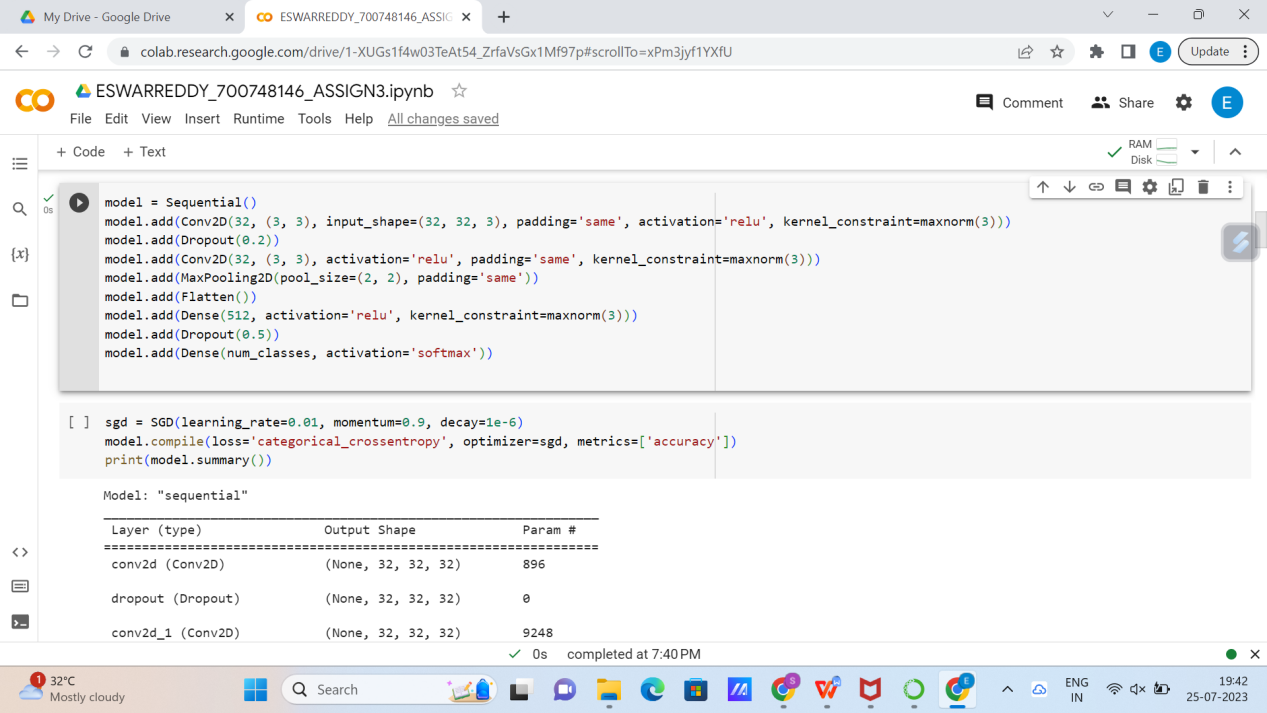 My Drive - Google Drive
ESWARREDDY_700748146_ASSIG
colab.research.google.com/drive/1-XUGs1f4w03TeAt54_ZrfaVsGx1Mf97p#scrollTo=xPm3jyf1YXfU
E
Update
ESWARREDDY_700748146_ASSIGN3.ipynb
Comment
Share
E
File Edit View Insert Runtime Tools Help All changes saved
+ Code + Text
RAM
Disk
0s
{x}
model = Sequential()
model.add(Conv2D(32, (3, 3), input_shape=(32, 32, 3), padding='same', activation='relu', kernel_constraint=maxnorm(3)))
model.add(Dropout(0.2))
model.add(Conv2D(32, (3, 3), activation='relu', padding='same', kernel_constraint=maxnorm(3)))
model.add(MaxPooling2D(pool_size=(2, 2), padding='same'))
model.add(Flatten())
model.add(Dense(512, activation='relu', kernel_constraint=maxnorm(3)))
model.add(Dropout(0.5))
model.add(Dense(num_classes, activation='softmax'))
[ ] sgd = SGD(learning_rate=0.01, momentum=0.9, decay=1e-6)
model.compile(loss='categorical_crossentropy', optimizer=sgd, metrics=['accuracy'])
print(model.summary())
Model: "sequential"
_________________________________________________________________
Layer (type) Output Shape Param #
=================================================================
conv2d (Conv2D) (None, 32, 32, 32) 896
dropout (Dropout) (None, 32, 32, 32) 0
conv2d_1 (Conv2D) (None, 32, 32, 32) 9248
0s completed at 7:40 PM
1
32°C
Mostly cloudy
Search
S
W
E
ENG
IN
19:42
25-07-2023